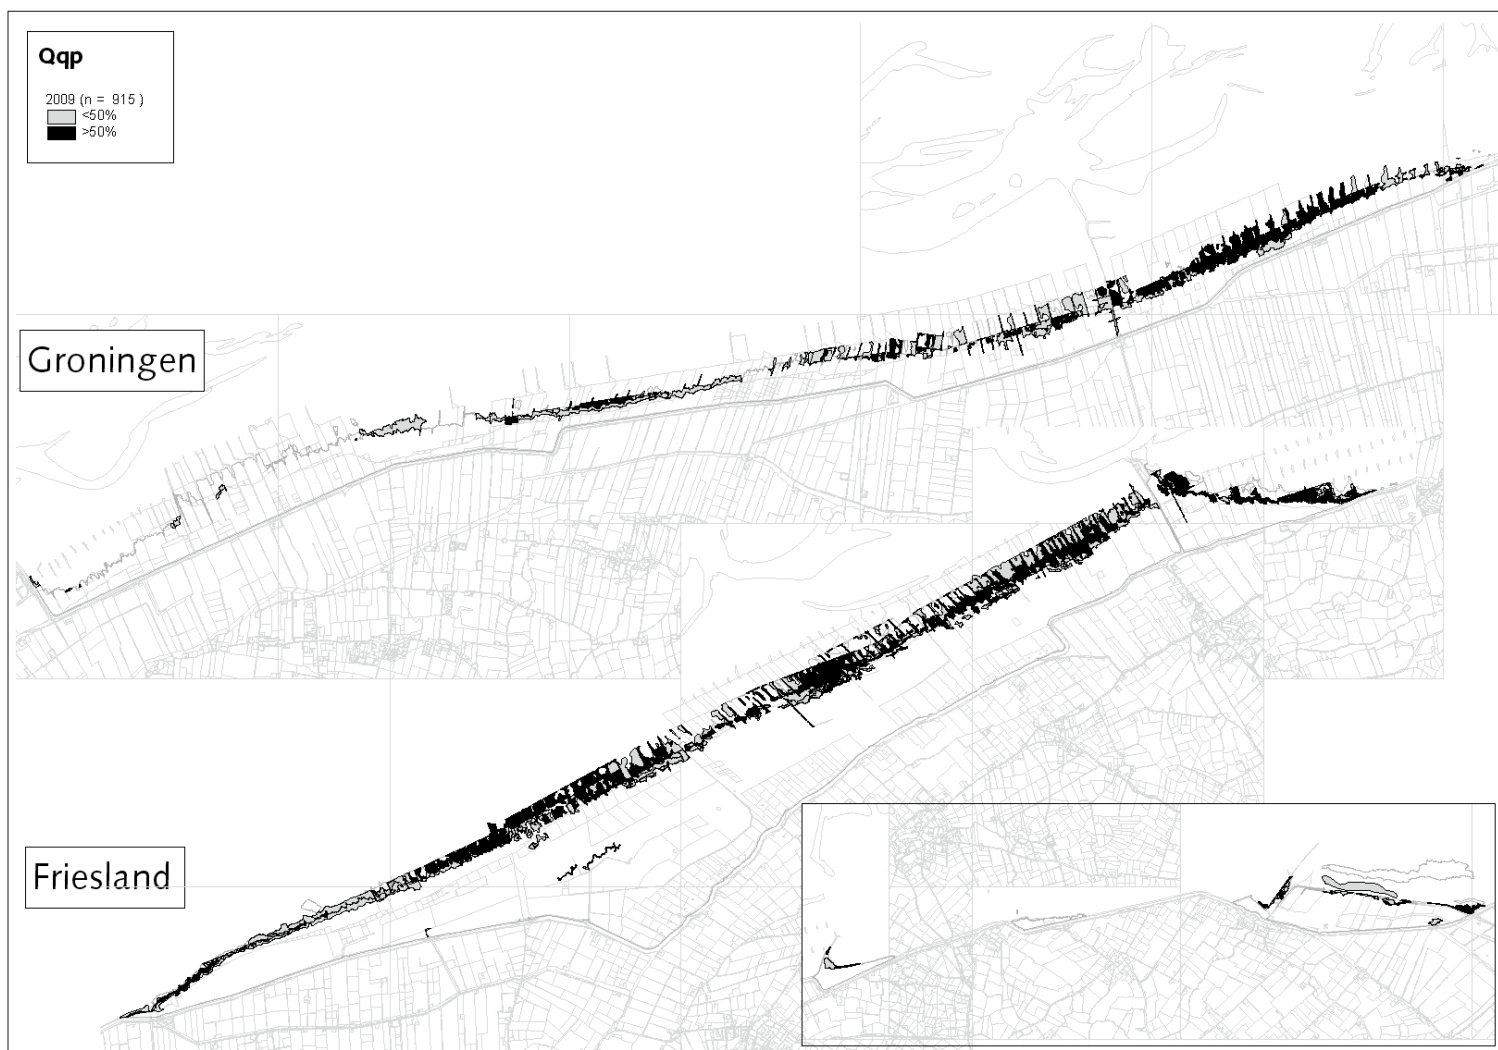 Qqp
2009 (n = 915 )
<50%
>50%
Groningen
Friesland